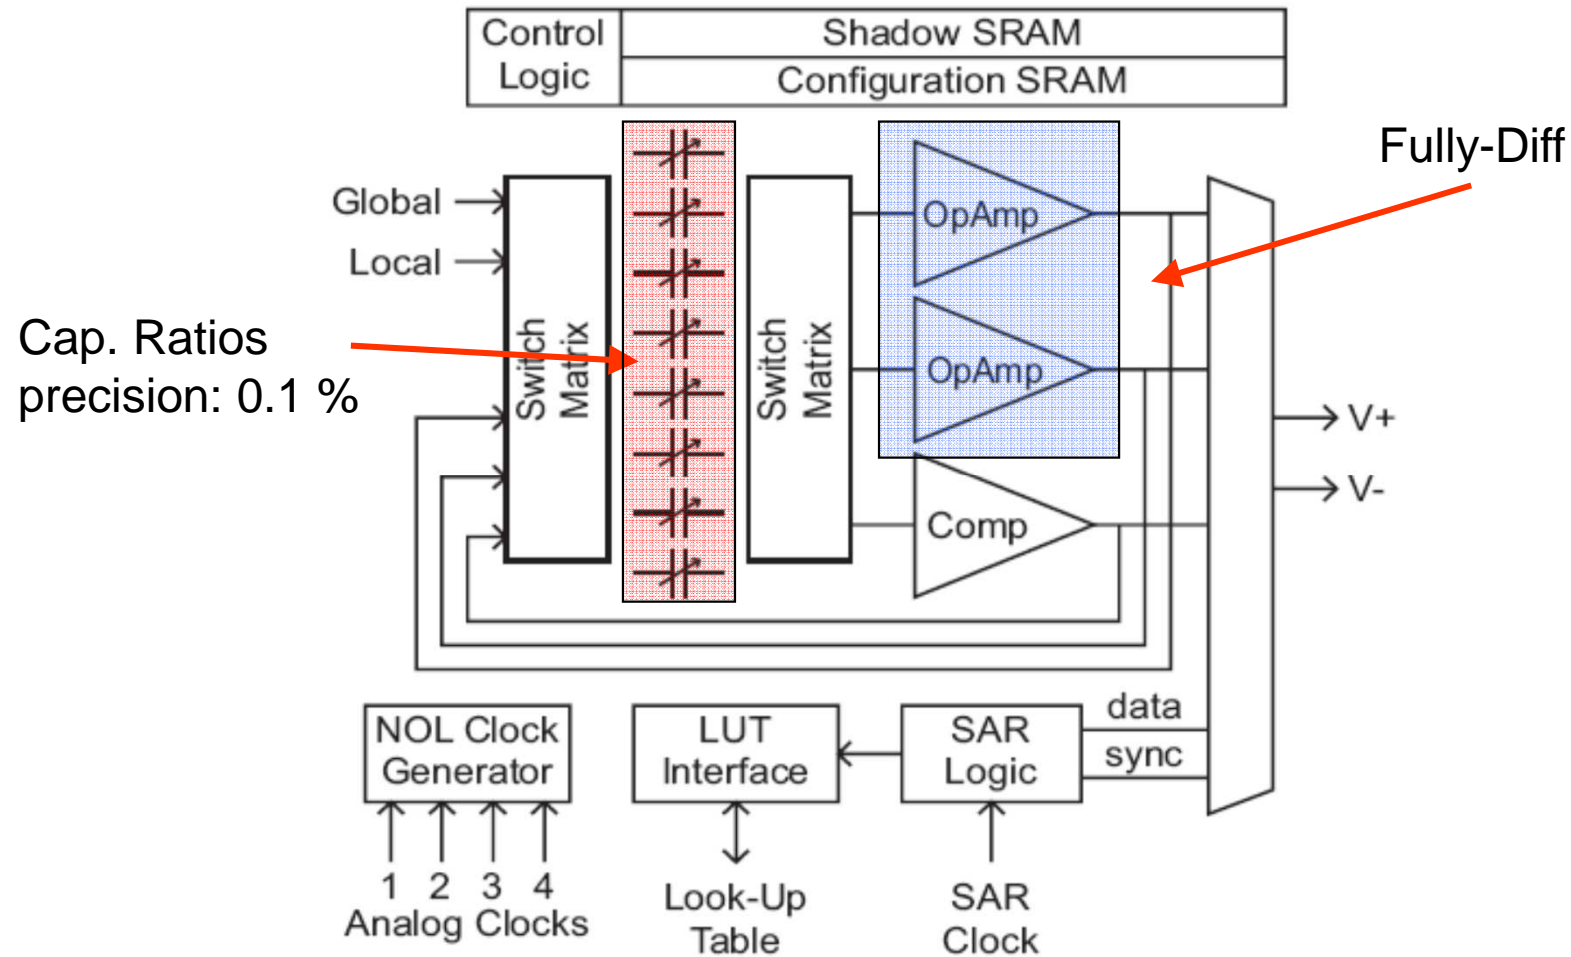 Control
Logic
Shadow SRAM
Configuration SRAM
Fully-Diff
Global
Local
Cap. Ratios
precision: 0.1 %
Switch
Matrix
Switch
Matrix
OpAmp
OpAmp
Comp
V+
V-
NOL Clock
Generator
LUT
Interface
SAR
Logic
data
sync
1 2 3 4
Analog Clocks
Look-Up
Table
SAR
Clock